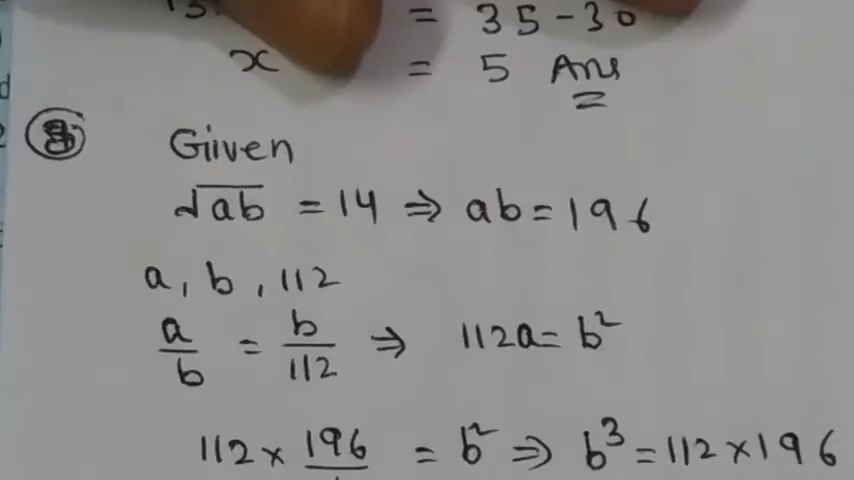 = 35-30
x = 5 Ans
8 Giiven
√ab = 14 ⇒ ab = 196
a, b, 112
a/b = b/112 ⇒ 112a = b²
112 × 196 = b² ⇒ b³ = 112 × 196